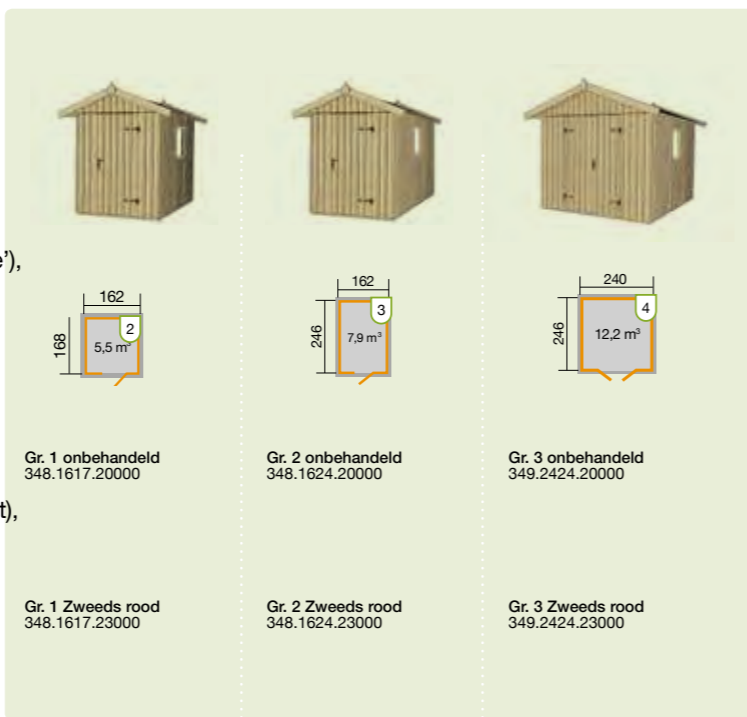 e'),
162
168
2
5,5 m³
162
246
3
7,9 m³
240
246
4
12,2 m³
Gr. 1 onbehandeld
348.1617.20000
Gr. 2 onbehandeld
348.1624.20000
Gr. 3 onbehandeld
349.2424.20000
t),
Gr. 1 Zweeds rood
348.1617.23000
Gr. 2 Zweeds rood
348.1624.23000
Gr. 3 Zweeds rood
349.2424.23000